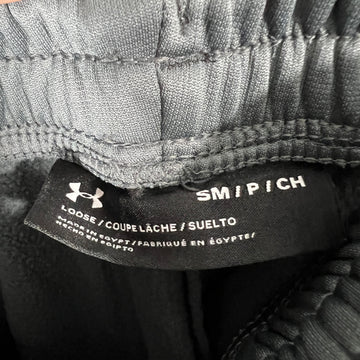 SM / P / CH
LOOSE / COUPE LÂCHE / SUELTO
MADE IN EGYPT / FABRIQUÉ EN ÉGYPTE/
HECHO EN EGIPTO